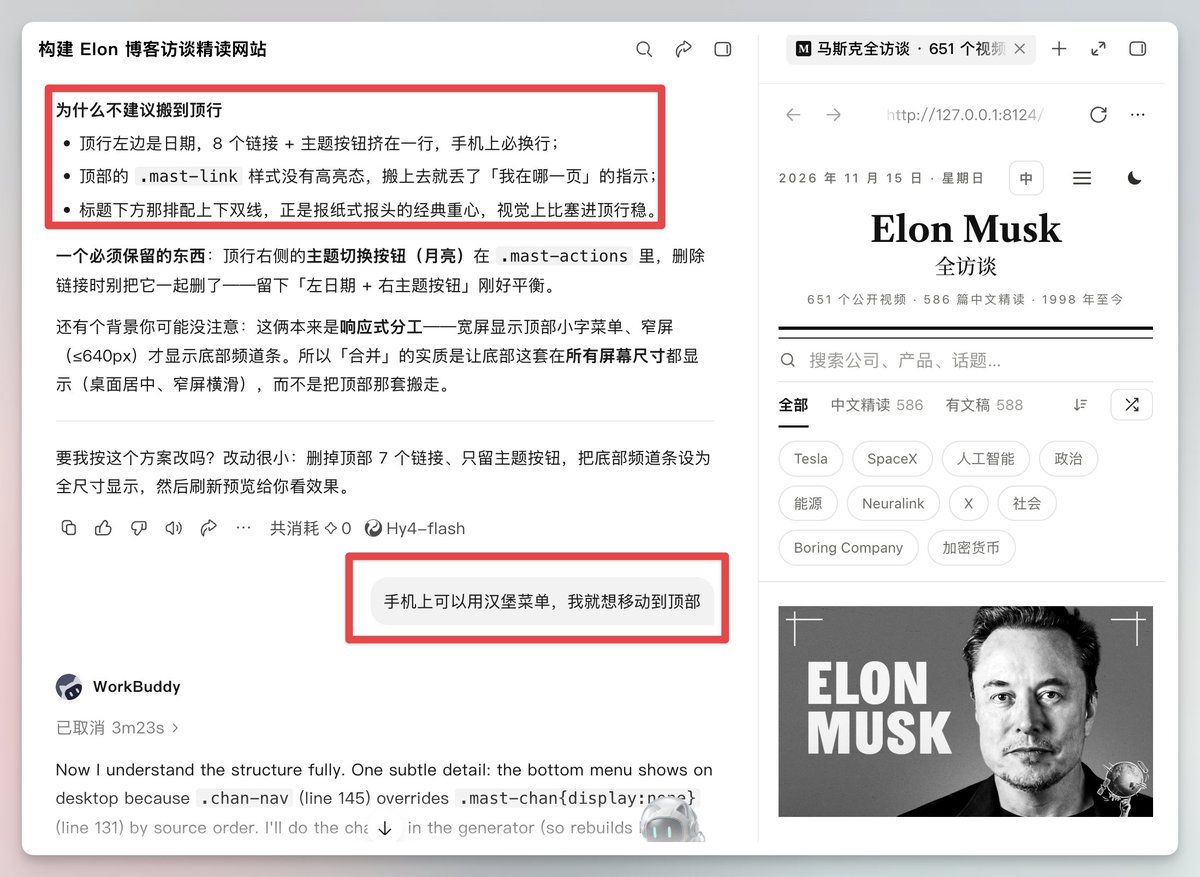 构建 Elon 博客访谈精读网站
为什么不建议搬到顶行
• 顶行左边是日期，8 个链接 + 主题按钮挤在一行，手机上必换行；
• 顶部的 .mast-link 样式没有高亮态，搬上去就丢了「我在哪一页」的指示；
• 标题下方那排配上下双线，正是报纸式报头的经典重心，视觉上比塞进顶行稳。
一个必须保留的东西：顶行右侧的主题切换按钮（月亮）在 .mast-actions 里，删除
链接时别把它一起删了——留下「左日期 + 右主题按钮」刚好平衡。
还有个背景你可能没注意：这俩本来是响应式分工——宽屏显示顶部小字菜单、窄屏
（≤640px）才显示底部频道条。所以「合并」的实质是让底部这套在所有屏幕尺寸都显
示（桌面居中、窄屏横滑），而不是把顶部那套搬走。
要我按这个方案改吗？改动很小：删掉顶部 7 个链接、只留主题按钮，把底部频道条设为
全尺寸显示，然后刷新预览给你看效果。
共消耗 0 Hy4-flash
手机上可以用汉堡菜单，我就想移动到顶部
WorkBuddy
已取消 3m23s >
Now I understand the structure fully. One subtle detail: the bottom menu shows on
desktop because .chan-nav (line 145) overrides .mast-chan{display:none}
(line 131) by source order. I'll do the cha in the generator (so rebuilds
M 马斯克全访谈 · 651 个视频
http://127.0.0.1:8124/
2026 年 11 月 15 日 · 星期日
中
Elon Musk
全访谈
651 个公开视频 · 586 篇中文精读 · 1998 年至今
搜索公司、产品、话题...
全部 中文精读 586 有文稿 588
Tesla SpaceX 人工智能 政治
能源 Neuralink X 社会
Boring Company 加密货币
ELON
MUSK